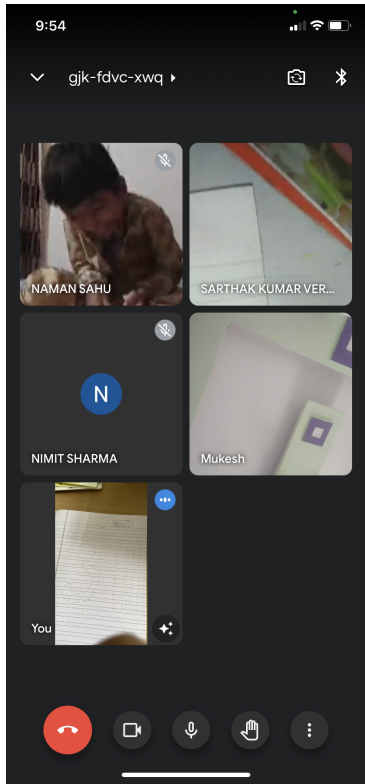 9:54
gjk-fdvc-xwq
NAMAN SAHU
SARTHAK KUMAR VER...
N
NIMIT SHARMA
Mukesh
You